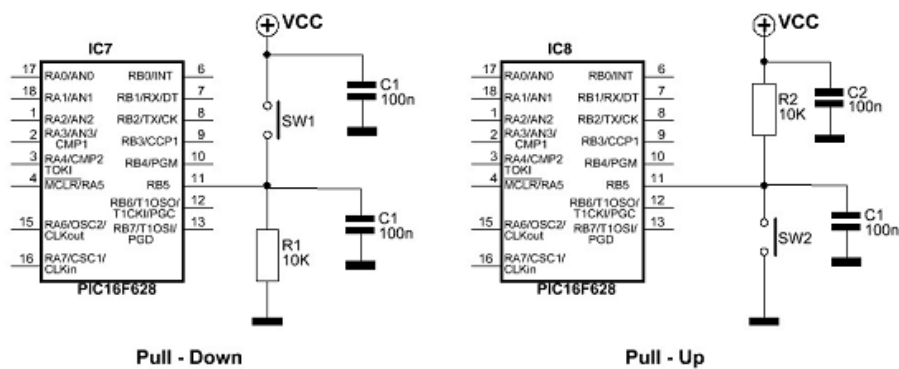 VCC
IC7
17 RA0/AN0 RB0/INT 6
18 RA1/AN1 RB1/RX/DT 7
1 RA2/AN2 RB2/TX/CK 8
2 RA3/AN3/
CMP1 RB3/CCP1 9
3 RA4/CMP2
TOKI RB4/PGM 10
4 MCLR/RA5 RB5 11
RB6/T1OSO/
T1CKI/PGC 12
15 RA6/OSC2/
CLKout RB7/T1OSI/
PGD 13
16 RA7/CSC1/
CLKin
PIC16F628
C1
100n
SW1
C1
100n
R1
10K
Pull - Down
VCC
IC8
17 RA0/AN0 RB0/INT 6
18 RA1/AN1 RB1/RX/DT 7
1 RA2/AN2 RB2/TX/CK 8
2 RA3/AN3/
CMP1 RB3/CCP1 9
3 RA4/CMP2
TOKI RB4/PGM 10
4 MCLR/RA5 RB5 11
RB6/T1OSO/
T1CKI/PGC 12
15 RA6/OSC2/
CLKout RB7/T1OSI/
PGD 13
16 RA7/CSC1/
CLKin
PIC16F628
R2
10K
C2
100n
C1
100n
SW2
Pull - Up